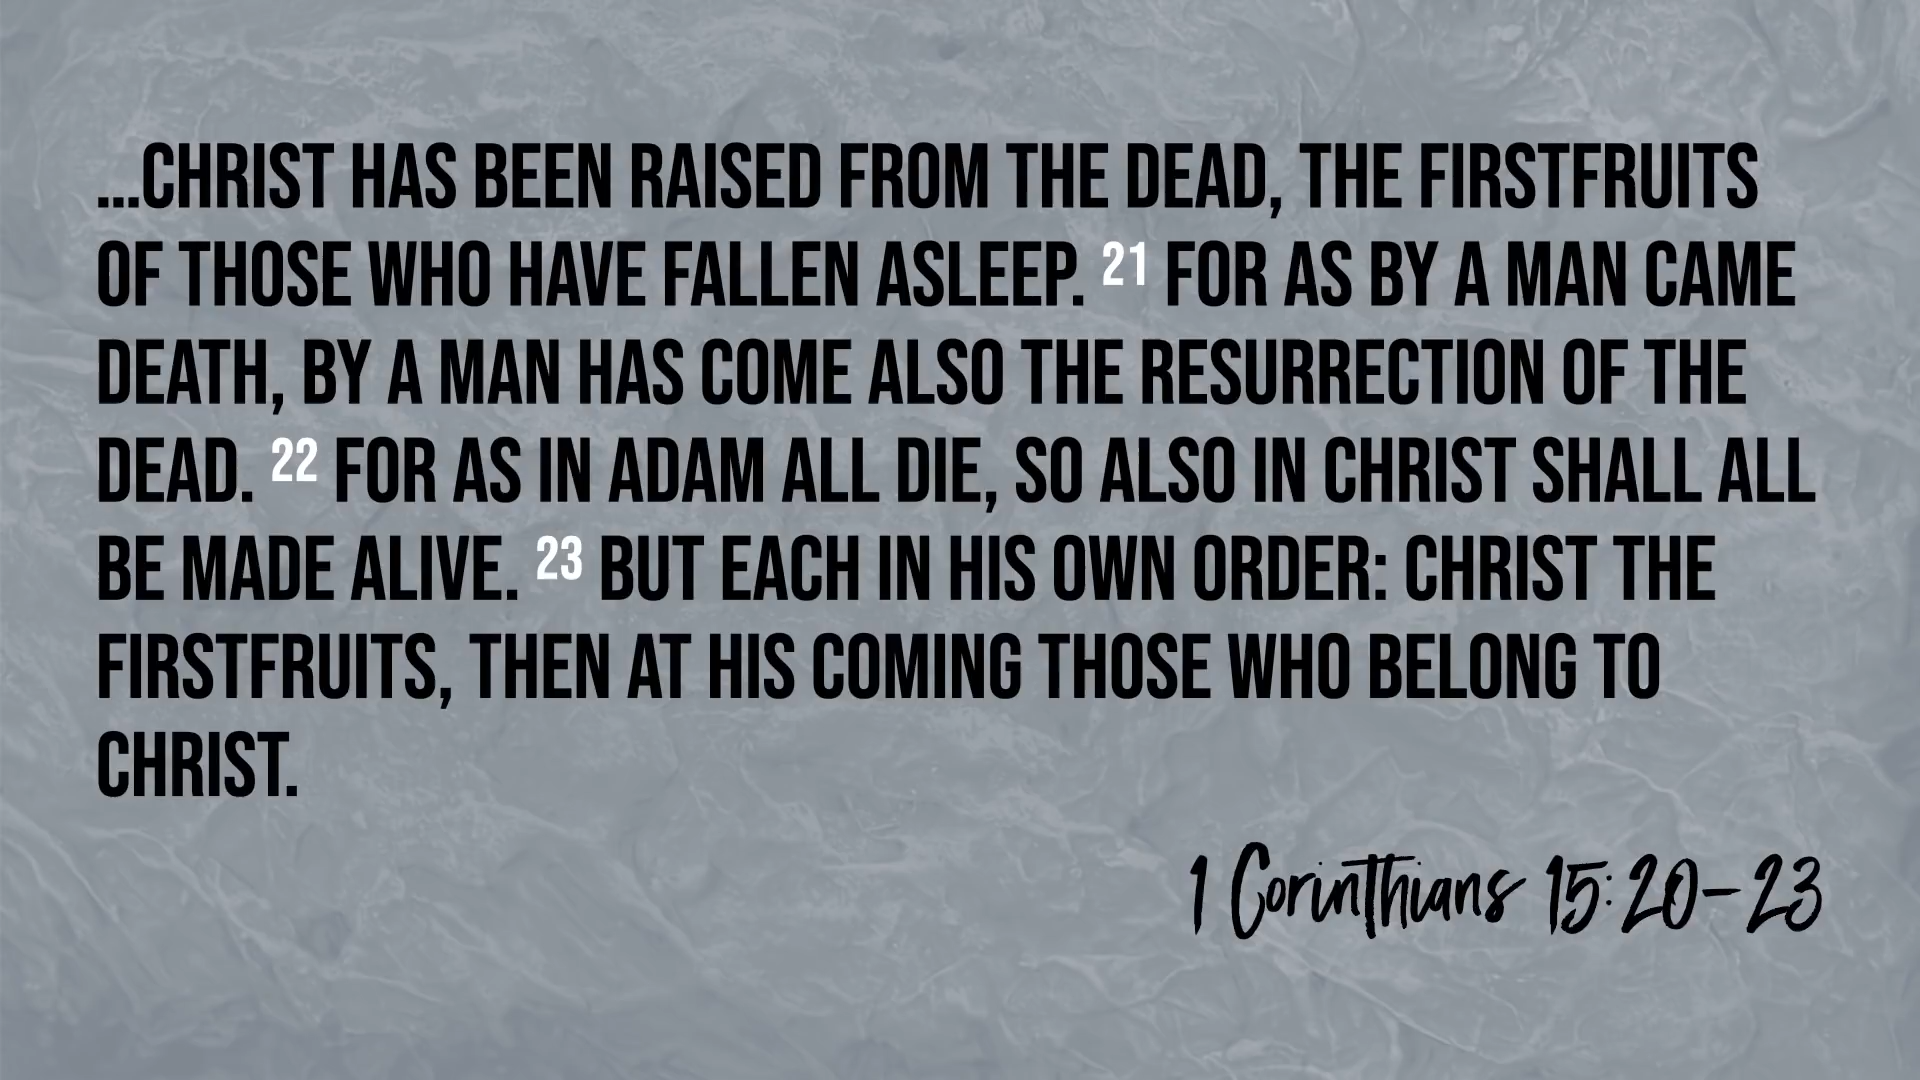 ...CHRIST HAS BEEN RAISED FROM THE DEAD, THE FIRSTFRUITS
OF THOSE WHO HAVE FALLEN ASLEEP. 21 FOR AS BY A MAN CAME
DEATH, BY A MAN HAS COME ALSO THE RESURRECTION OF THE
DEAD. 22 FOR AS IN ADAM ALL DIE, SO ALSO IN CHRIST SHALL ALL
BE MADE ALIVE. 23 BUT EACH IN HIS OWN ORDER: CHRIST THE
FIRSTFRUITS, THEN AT HIS COMING THOSE WHO BELONG TO
CHRIST.
1 Corinthians 15:20-23